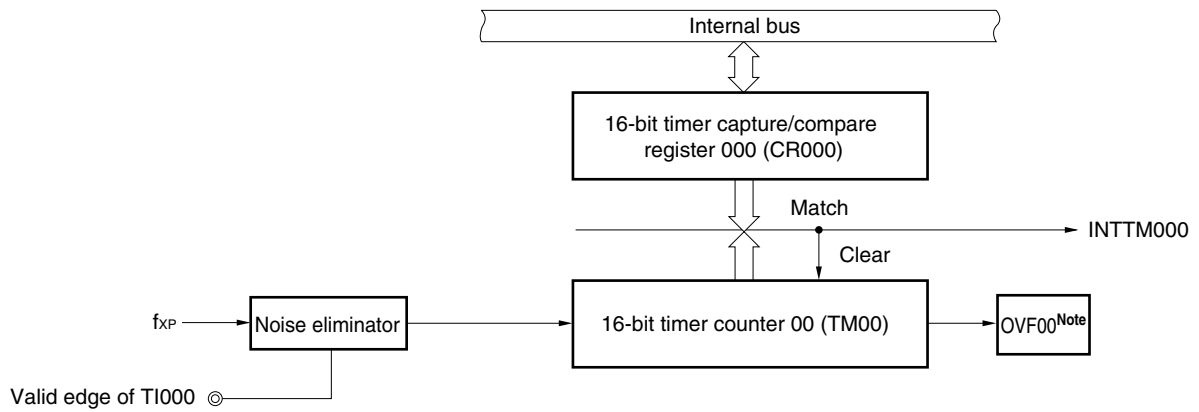 Internal bus
16-bit timer capture/compare
register 000 (CR000)
Match
INTTM000
Clear
fXP
Noise eliminator
16-bit timer counter 00 (TM00)
OVF00Note
Valid edge of TI000